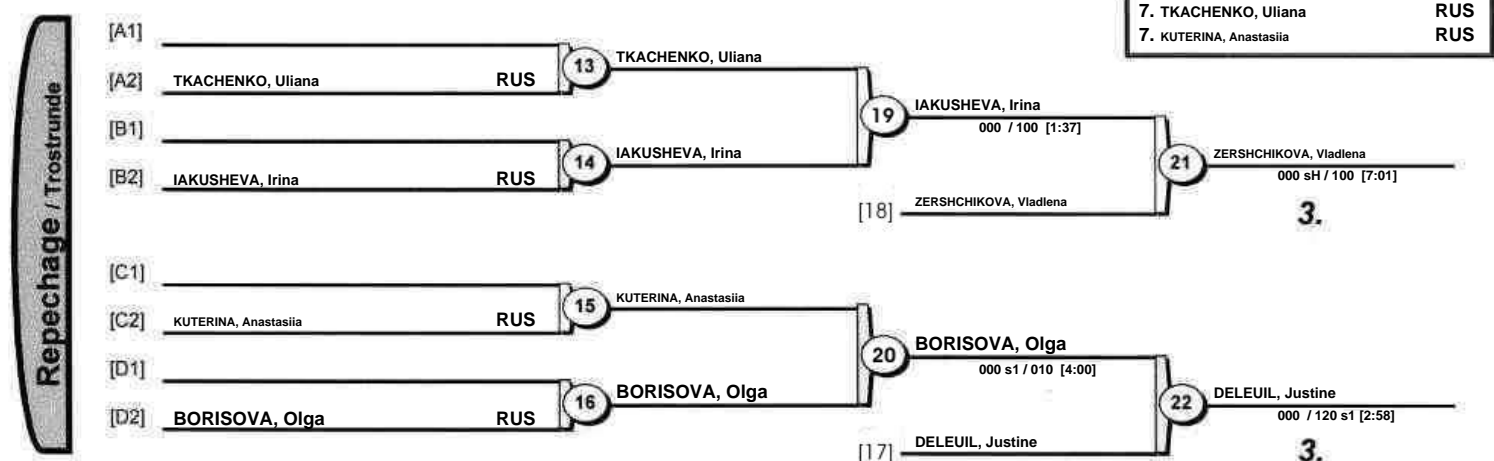 7. TKACHENKO, Uliana RUS
7. KUTERINA, Anastasiia RUS
Repechage / Trostrunde
[A1]
13 TKACHENKO, Uliana
[A2] TKACHENKO, Uliana RUS
19 IAKUSHEVA, Irina
000 / 100 [1:37]
[B1]
14 IAKUSHEVA, Irina
[B2] IAKUSHEVA, Irina RUS
21 ZERSHCHIKOVA, Vladlena
000 sH / 100 [7:01]
[18] ZERSHCHIKOVA, Vladlena
3.
[C1]
15 KUTERINA, Anastasiia
[C2] KUTERINA, Anastasiia RUS
20 BORISOVA, Olga
000 s1 / 010 [4:00]
[D1]
16 BORISOVA, Olga
[D2] BORISOVA, Olga RUS
22 DELEUIL, Justine
000 / 120 s1 [2:58]
[17] DELEUIL, Justine
3.